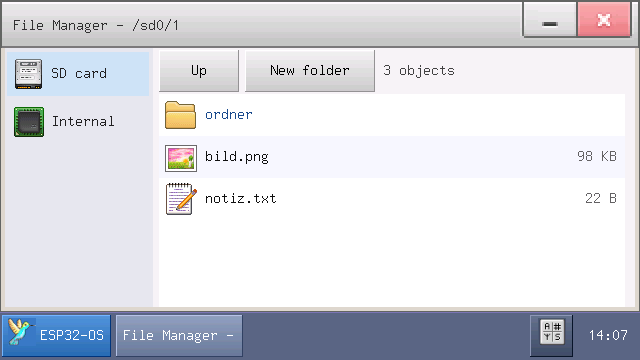 File Manager - /sd0/1
SD card
Internal
Up
New folder
3 objects
ordner
bild.png
98 KB
notiz.txt
22 B
ESP32-OS
File Manager -
A#
TS
14:07